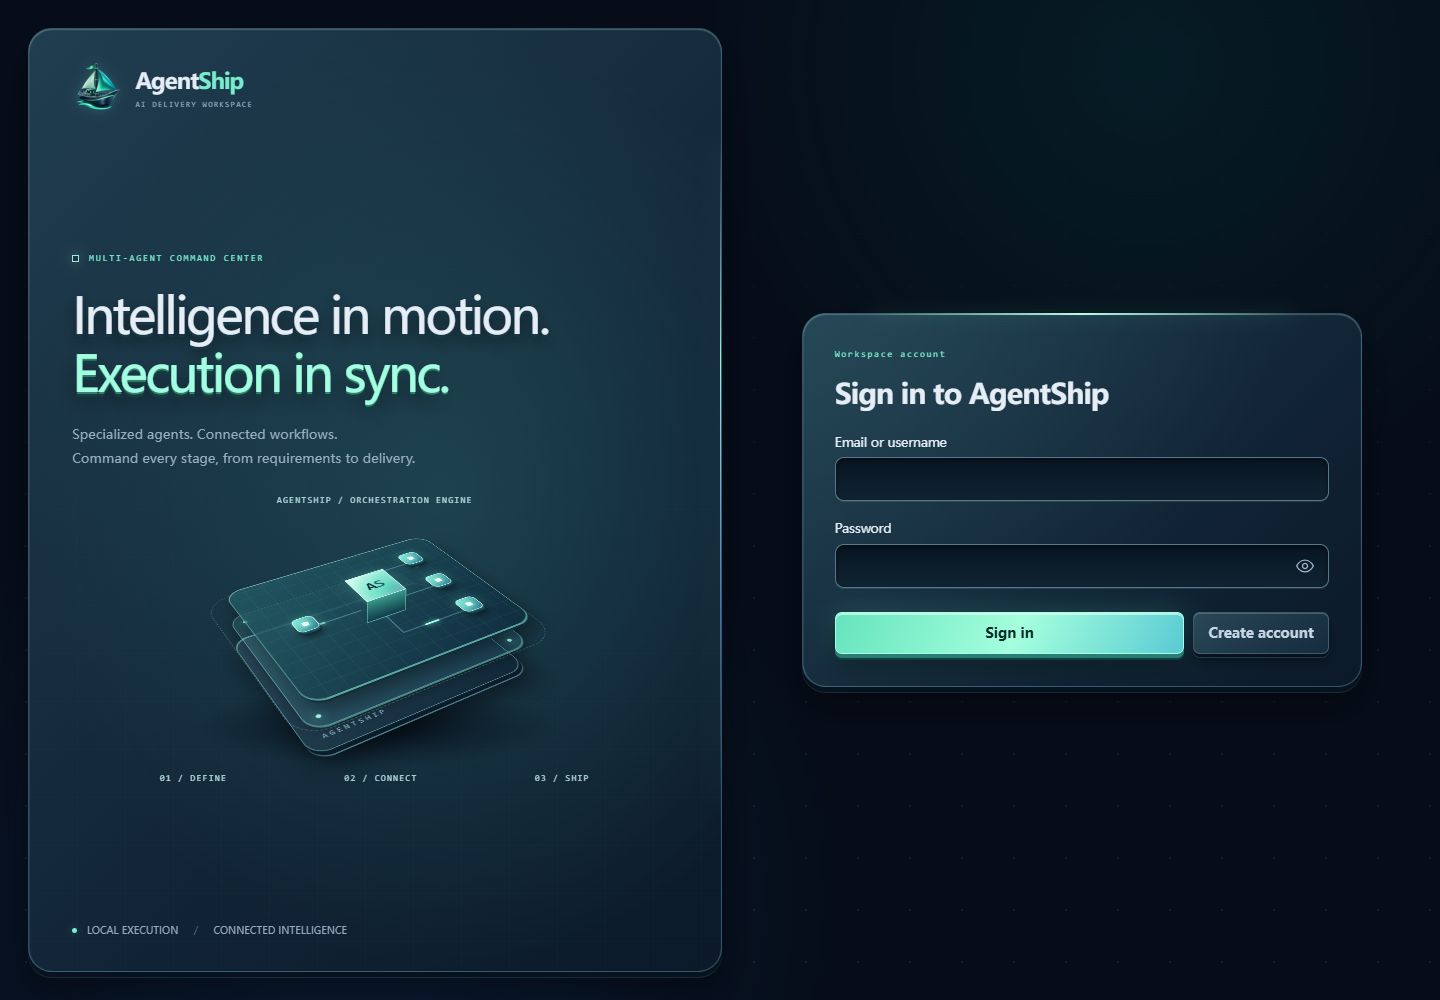 AgentShip
AI DELIVERY WORKSPACE
MULTI-AGENT COMMAND CENTER
Intelligence in motion.
Execution in sync.
Specialized agents. Connected workflows.
Command every stage, from requirements to delivery.
AGENTSHIP / ORCHESTRATION ENGINE
AS
AGENTSHIP
01 / DEFINE
02 / CONNECT
03 / SHIP
LOCAL EXECUTION / CONNECTED INTELLIGENCE
Workspace account
Sign in to AgentShip
Email or username
Password
Sign in
Create account